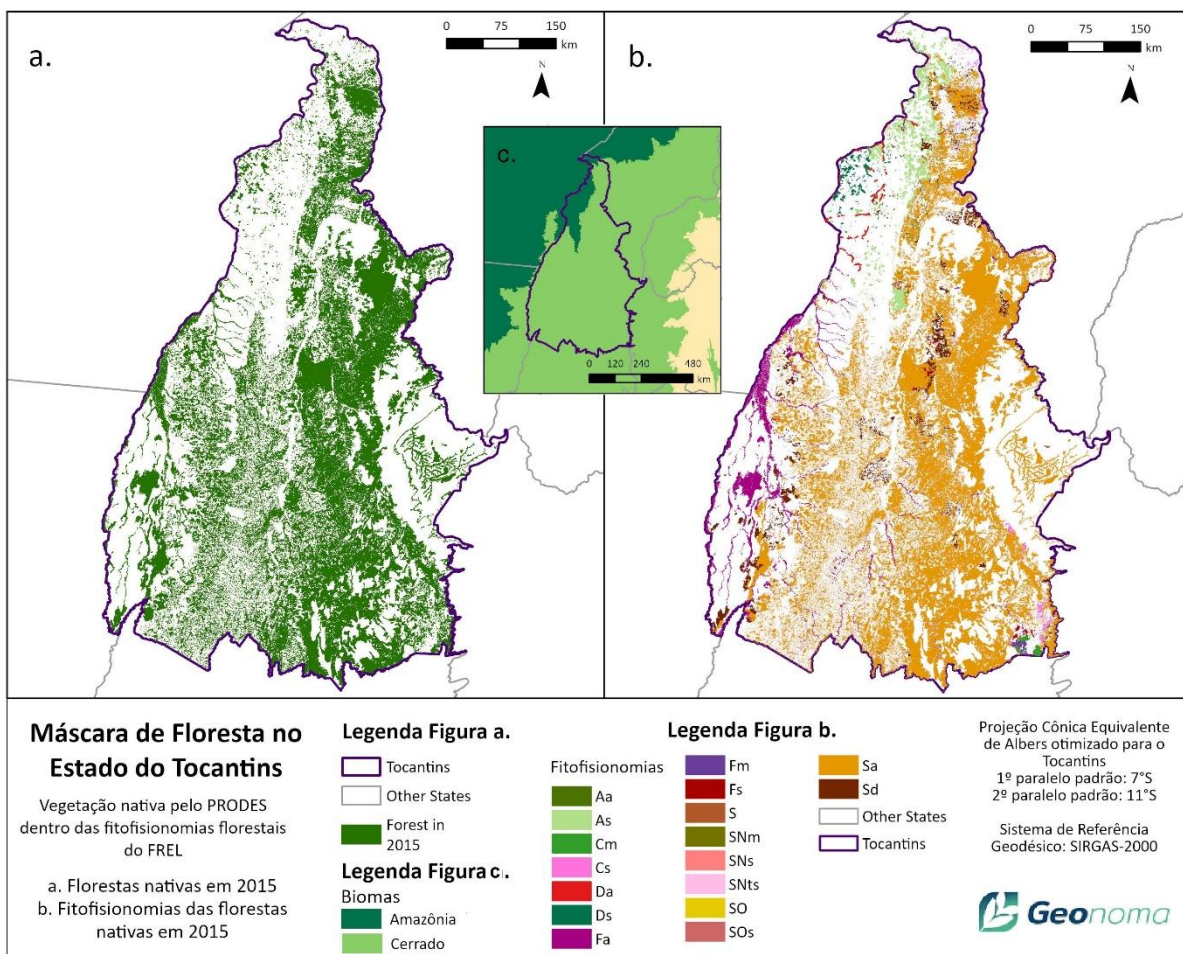 a.
0 75 150
km
N
b.
0 75 150
km
N
c.
0 120 240 480
km
Máscara de Floresta no
Estado do Tocantins
Vegetação nativa pelo PRODES
dentro das fitofisionomias florestais
do FREL
a. Florestas nativas em 2015
b. Fitofisionomias das florestas
nativas em 2015
Legenda Figura a.
Tocantins
Other States
Forest in
2015
Legenda Figura c.
Biomas
Amazônia
Cerrado
Legenda Figura b.
Fitofisionomias
Aa
As
Cm
Cs
Da
Ds
Fa
Fm
Fs
S
SNm
SNs
SNts
SO
SOs
Sa
Sd
Other States
Tocantins
Projeção Cônica Equivalente
de Albers otimizado para o
Tocantins
1º paralelo padrão: 7°S
2º paralelo padrão: 11°S
Sistema de Referência
Geodésico: SIRGAS-2000
Geonoma